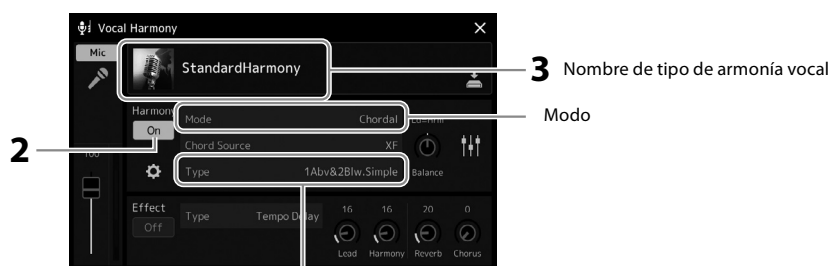 Vocal Harmony
Mic
StandardHarmony
3 Nombre de tipo de armonía vocal
Harmony
Mode Chordal
Modo
On
2
Chord Source XF
100
Type 1Abv&2Blw.Simple
Balance
Effect
Off
Type Tempo Delay
16 16 20 0
Lead Harmony Reverb Chorus